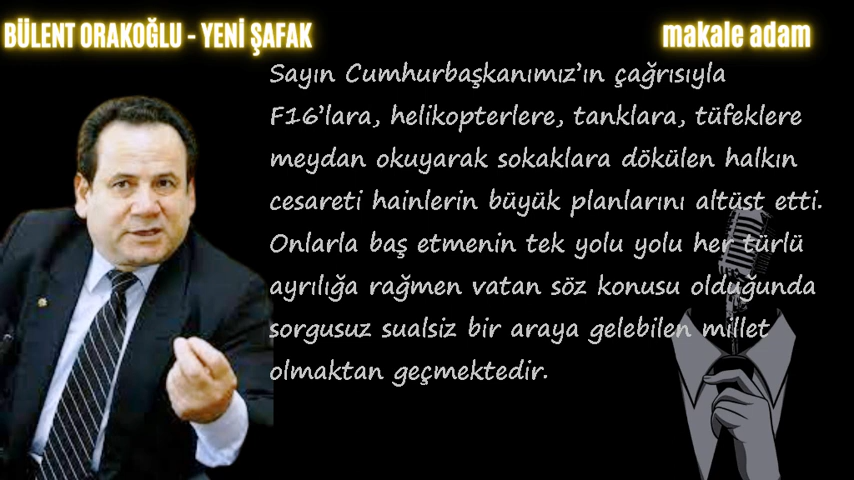 BÜLENT ORAKOĞLU - YENİ ŞAFAK
makale adam
Sayın Cumhurbaşkanımız'ın çağrısıyla
F16'lara, helikopterlere, tanklara, tüfeklere
meydan okuyarak sokaklara dökülen halkın
cesareti hainlerin büyük planlarını altüst etti.
Onlarla baş etmenin tek yolu yolu her türlü
ayrılığa rağmen vatan söz konusu olduğunda
sorgusuz sualsiz bir araya gelebilen millet
olmaktan geçmektedir.